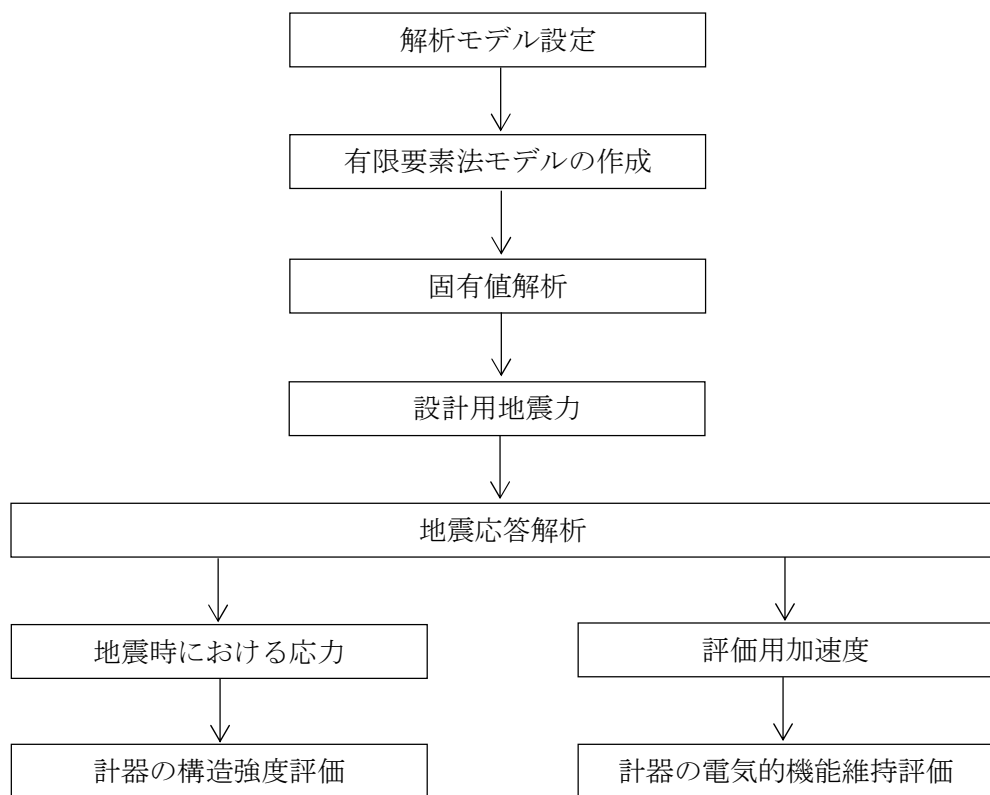 解析モデル設定
有限要素法モデルの作成
固有値解析
設計用地震力
地震応答解析
地震時における応力
評価用加速度
計器の構造強度評価
計器の電気的機能維持評価